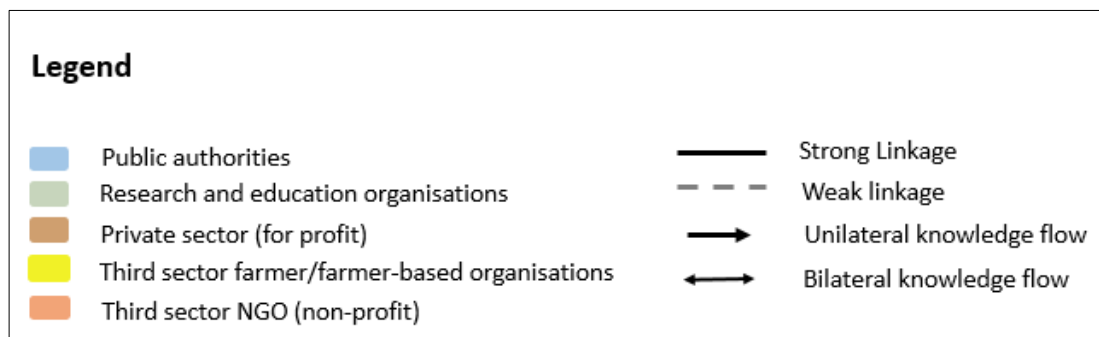 Legend
Public authorities
Research and education organisations
Private sector (for profit)
Third sector farmer/farmer-based organisations
Third sector NGO (non-profit)
Strong Linkage
Weak linkage
Unilateral knowledge flow
Bilateral knowledge flow